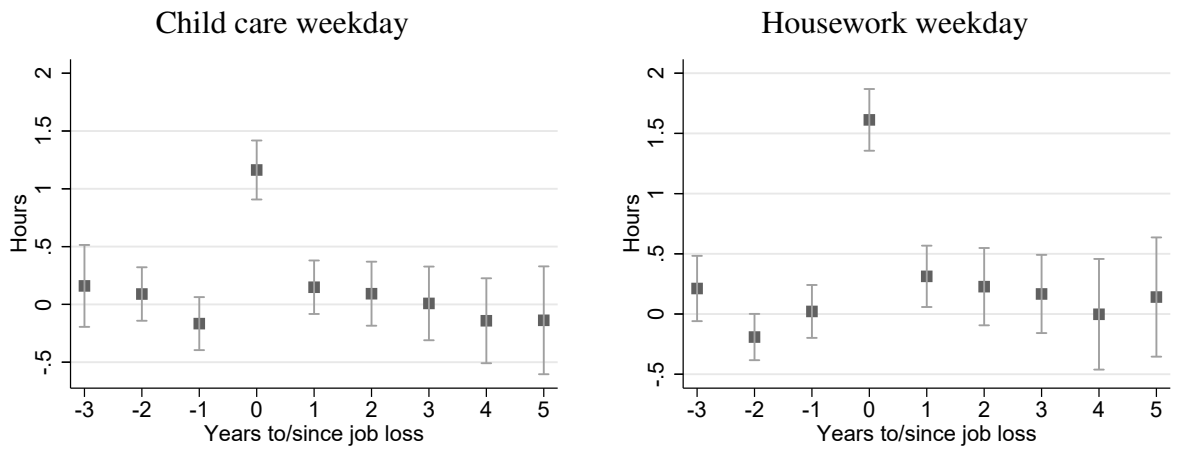 Child care weekday
2
1.5
1
.5
0
-.5
Hours
-3 -2 -1 0 1 2 3 4 5
Years to/since job loss
Housework weekday
2
1.5
1
.5
0
-.5
Hours
-3 -2 -1 0 1 2 3 4 5
Years to/since job loss